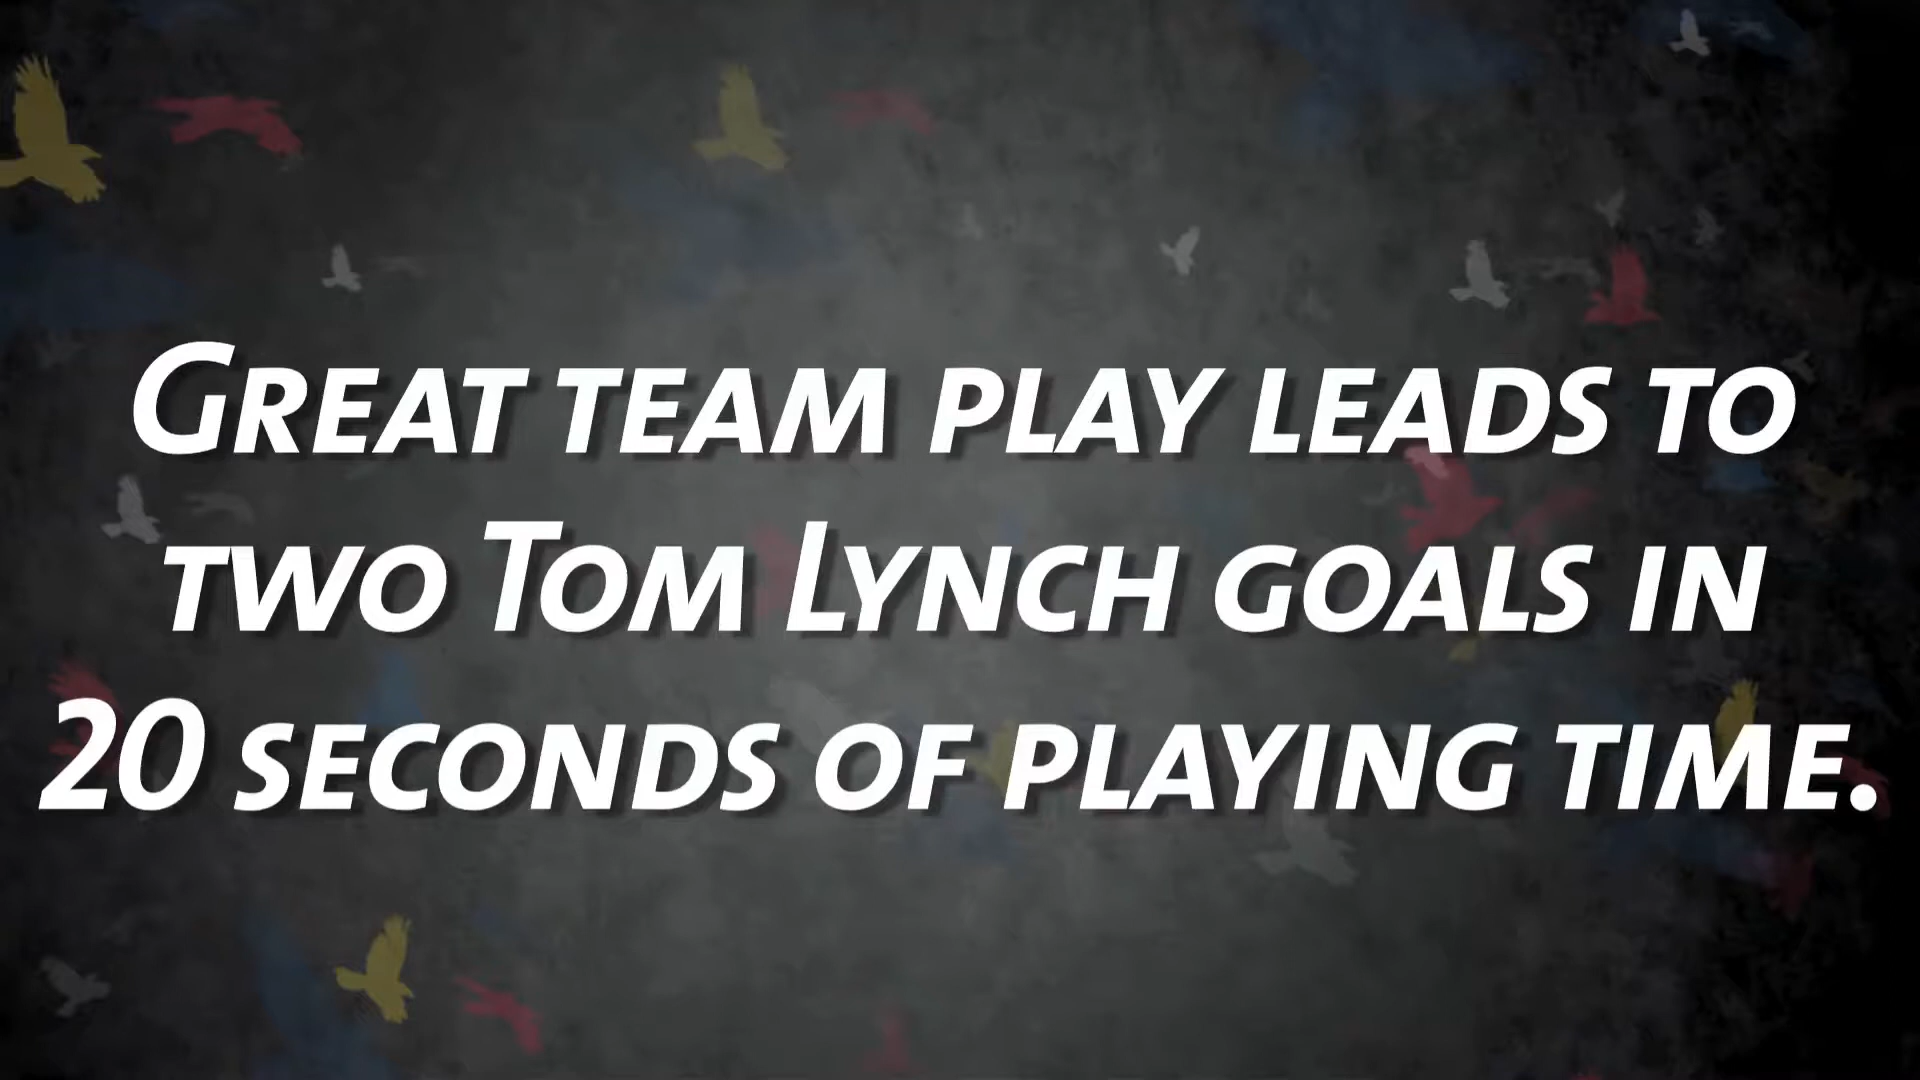 Great team play leads to
two Tom Lynch goals in
20 seconds of playing time.